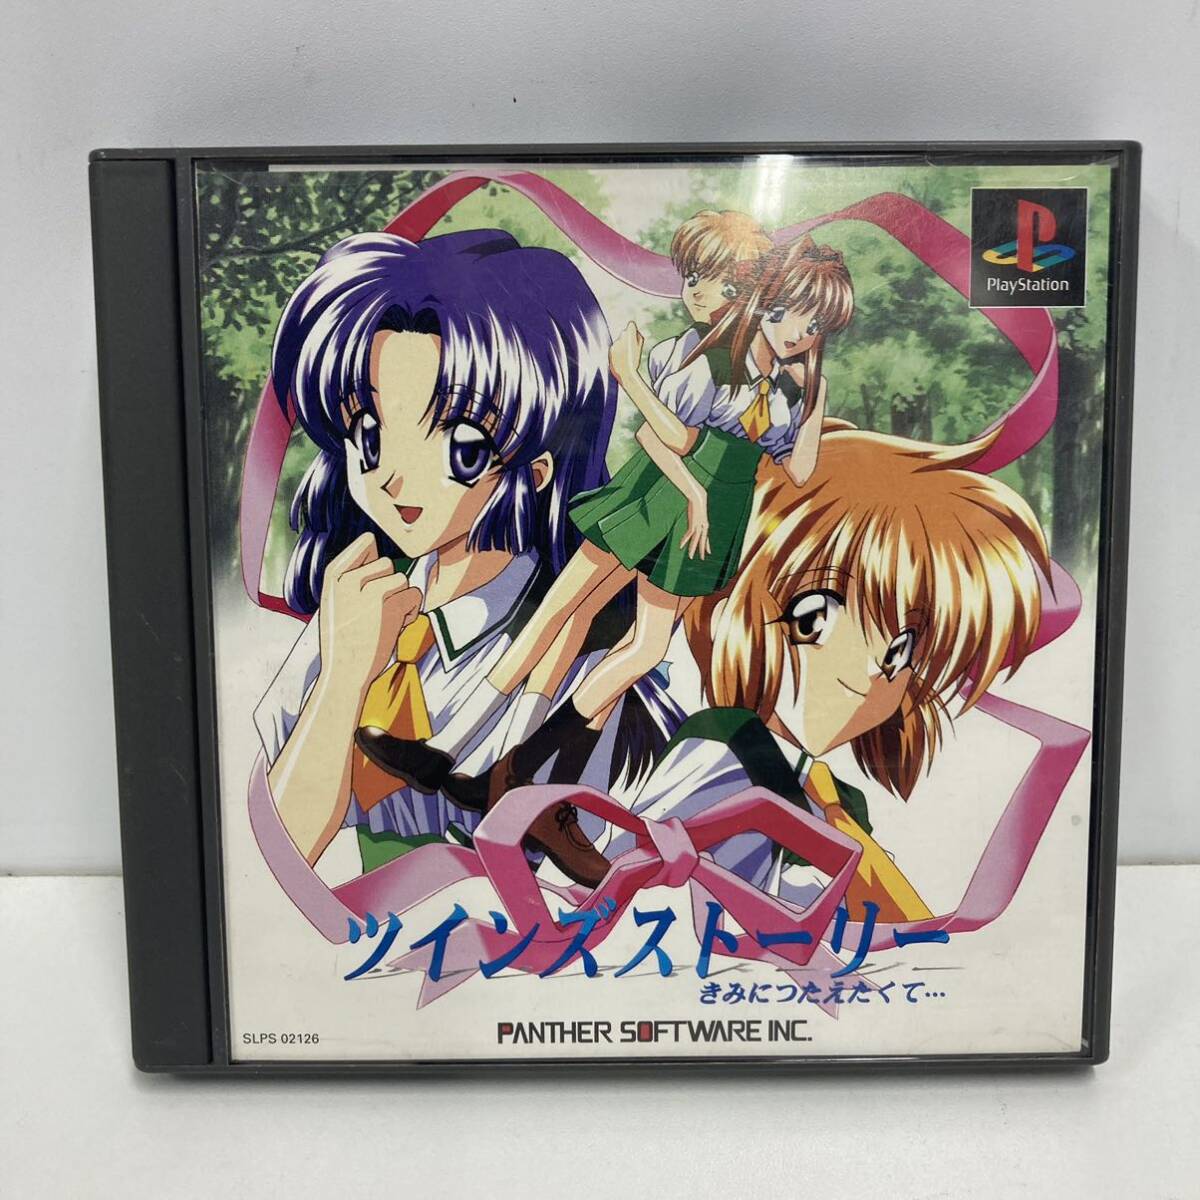 PlayStation
ツインズストーリー
きみにつたえたくて…
PANTHER SOFTWARE INC.
SLPS 02126